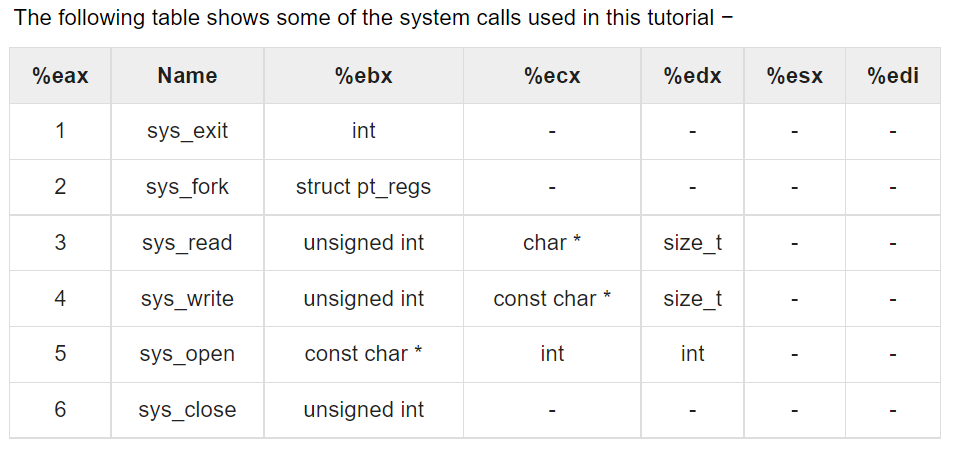 The following table shows some of the system calls used in this tutorial −
%eax Name %ebx %ecx %edx %esx %edi
1 sys_exit int - - - -
2 sys_fork struct pt_regs - - - -
3 sys_read unsigned int char * size_t - -
4 sys_write unsigned int const char * size_t - -
5 sys_open const char * int int - -
6 sys_close unsigned int - - - -